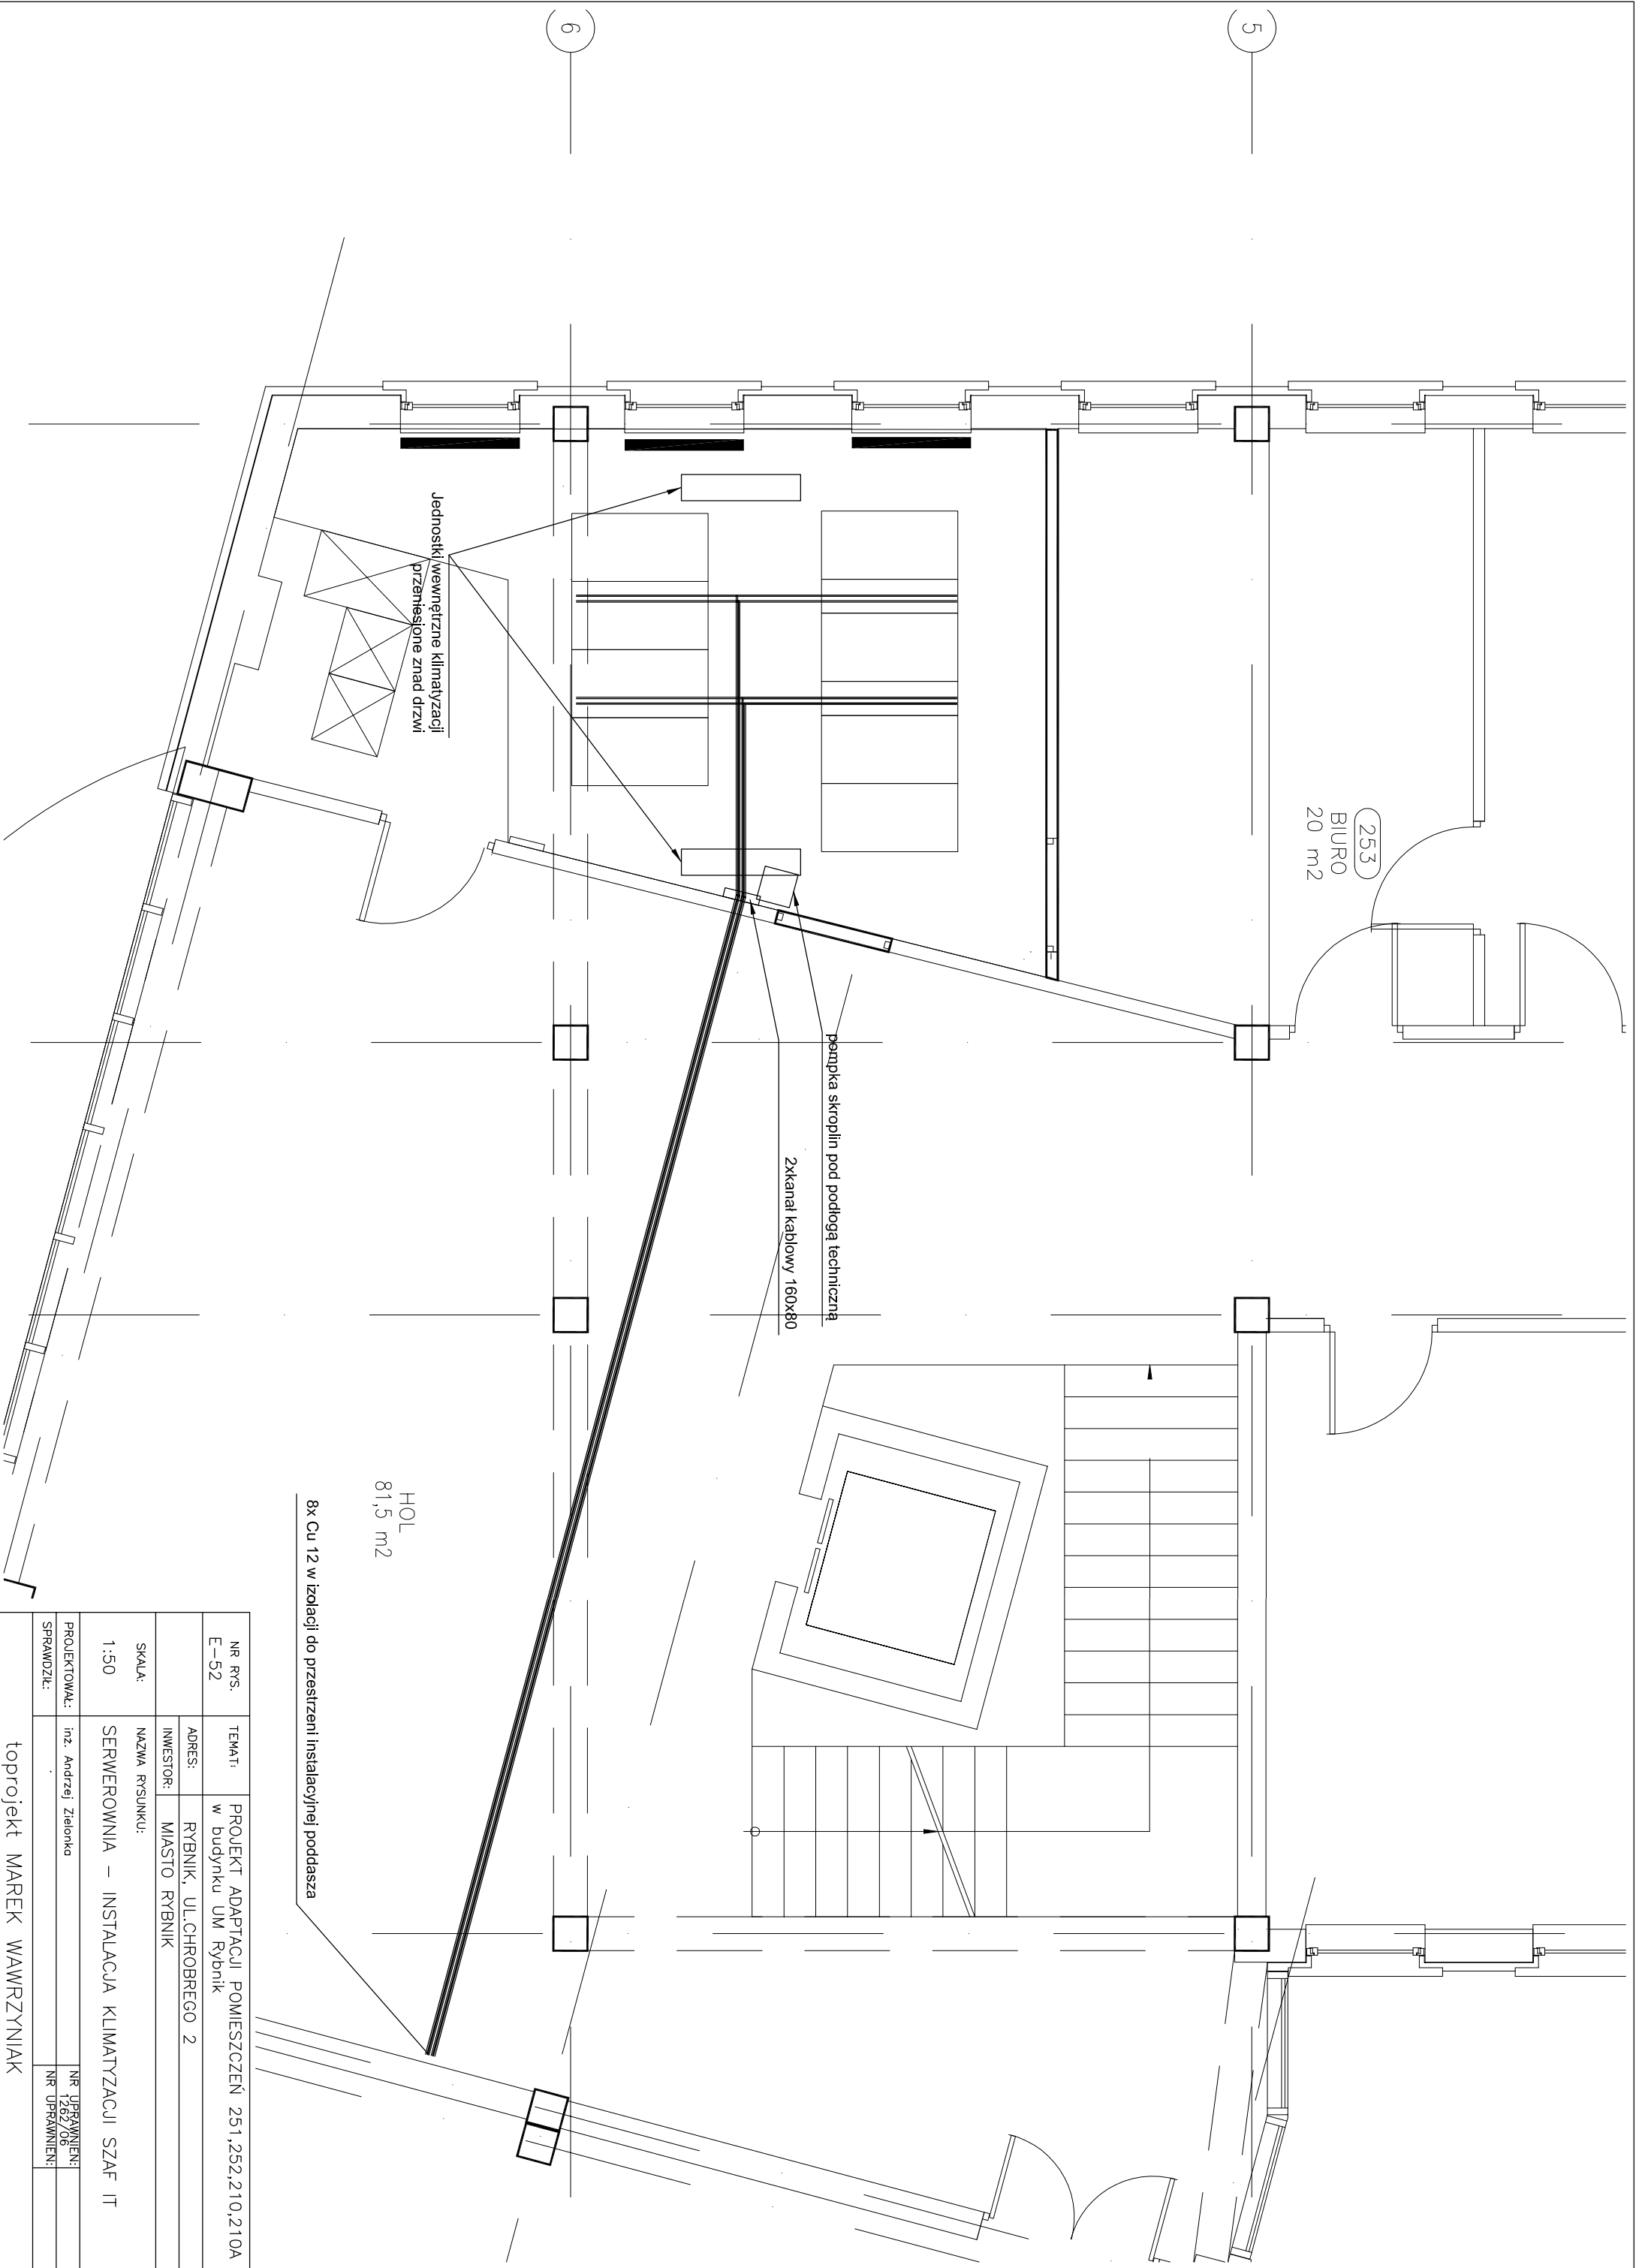 6
5
253
BIURO
20 m2
Jednostki wewnętrzne klimatyzacji
przeniesione znad drzwi
pompka skroplin pod podłogą techniczną
2xkanał kablowy 160x80
HOL
81,5 m2
8x Cu 12 w izolacji do przestrzeni instalacyjnej poddasza
NR RYS.
E-52
TEMAT:
PROJEKT ADAPTACJI POMIESZCZEŃ 251,252,210,210A
w budynku UM Rybnik
ADRES:
RYBNIK, UL.CHROBREGO 2
INWESTOR:
MIASTO RYBNIK
SKALA:
1:50
NAZWA RYSUNKU:
SERWEROWNIA - INSTALACJA KLIMATYZACJI SZAF IT
PROJEKTOWAŁ:
inż. Andrzej Zielonka
NR UPRAWNIEŃ:
1262/06
SPRAWDZIŁ:
NR UPRAWNIEŃ:
toprojekt MAREK WAWRZYNIAK